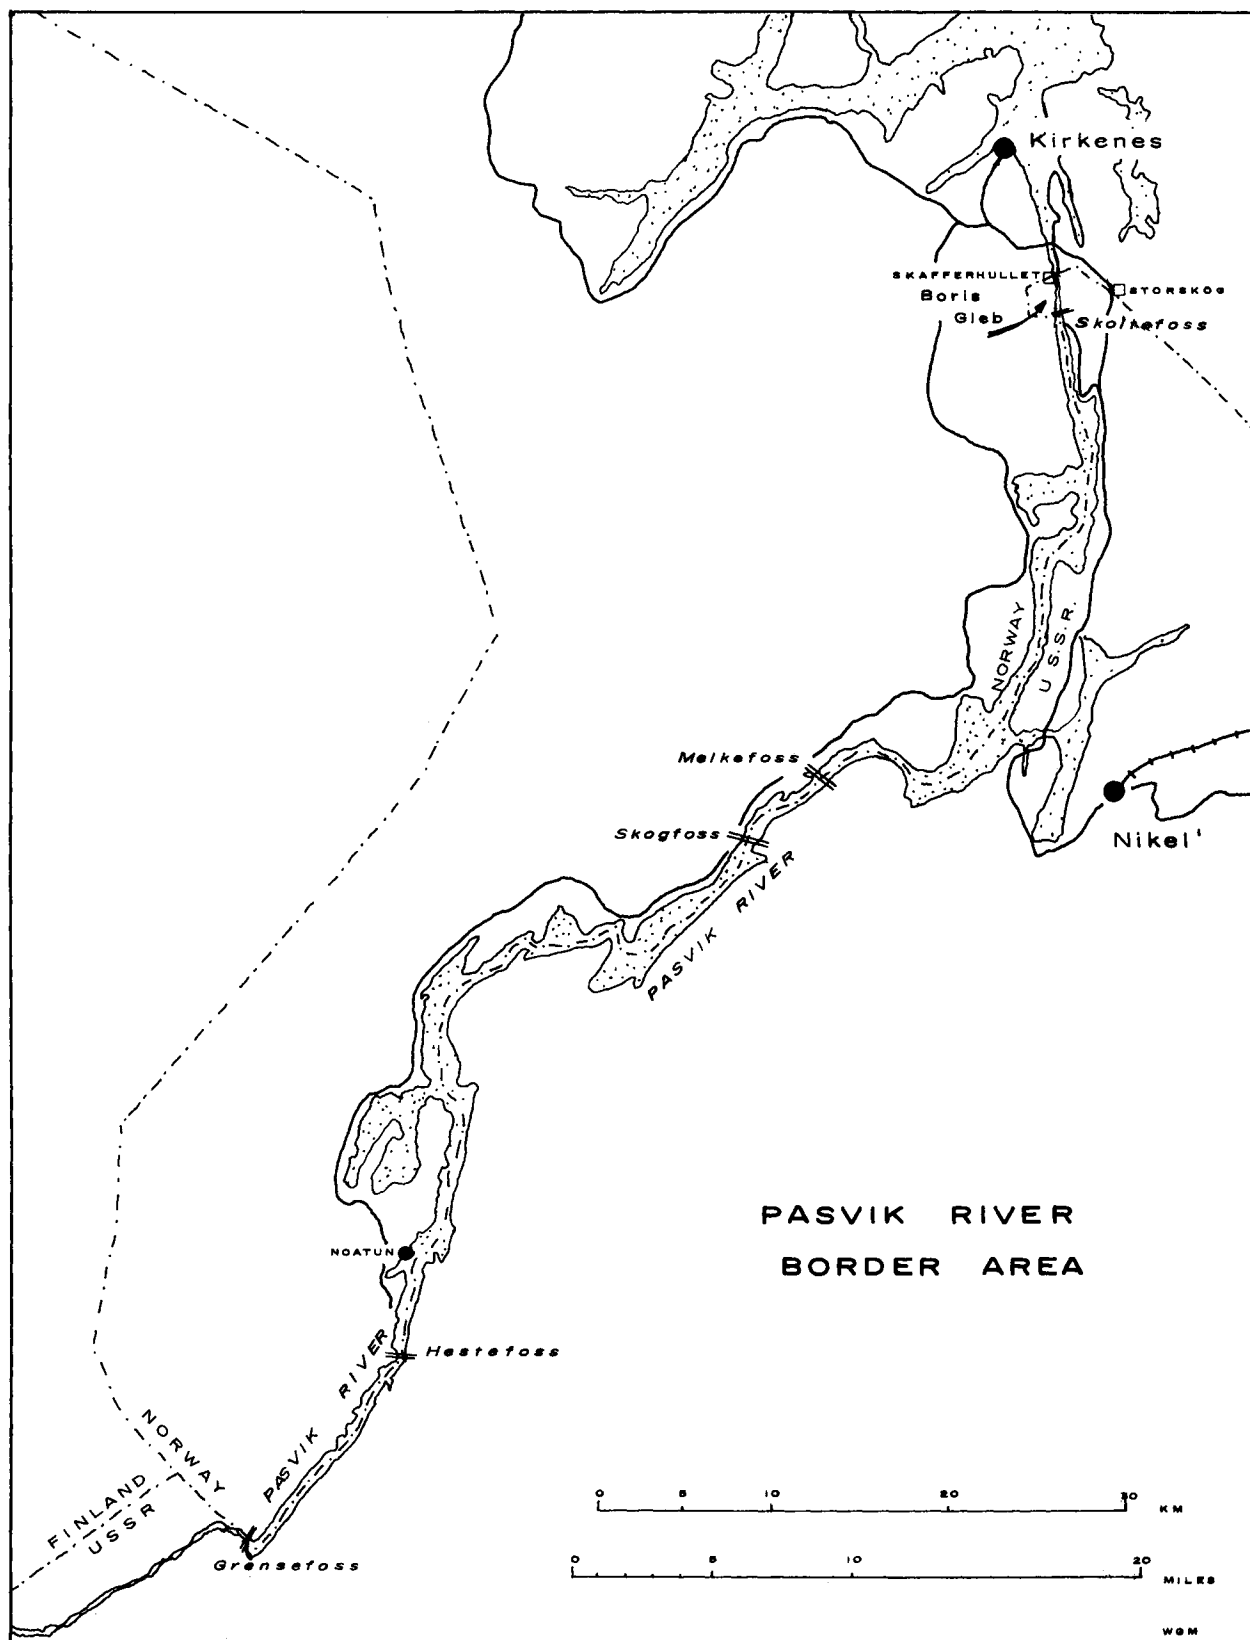 Kirkenes
SKAFFERHULLET
STORSKOG
Boris
Gleb
Skoltefoss
NORWAY
U.S.S.R.
Melkefoss
Skogfoss
Nikel'
PASVIK RIVER
PASVIK RIVER
BORDER AREA
NOATUN
Hestefoss
PASVIK RIVER
NORWAY
FINLAND
USSR
Grensefoss
0 5 10 20 30 KM
0 5 10 20 MILES
WGM